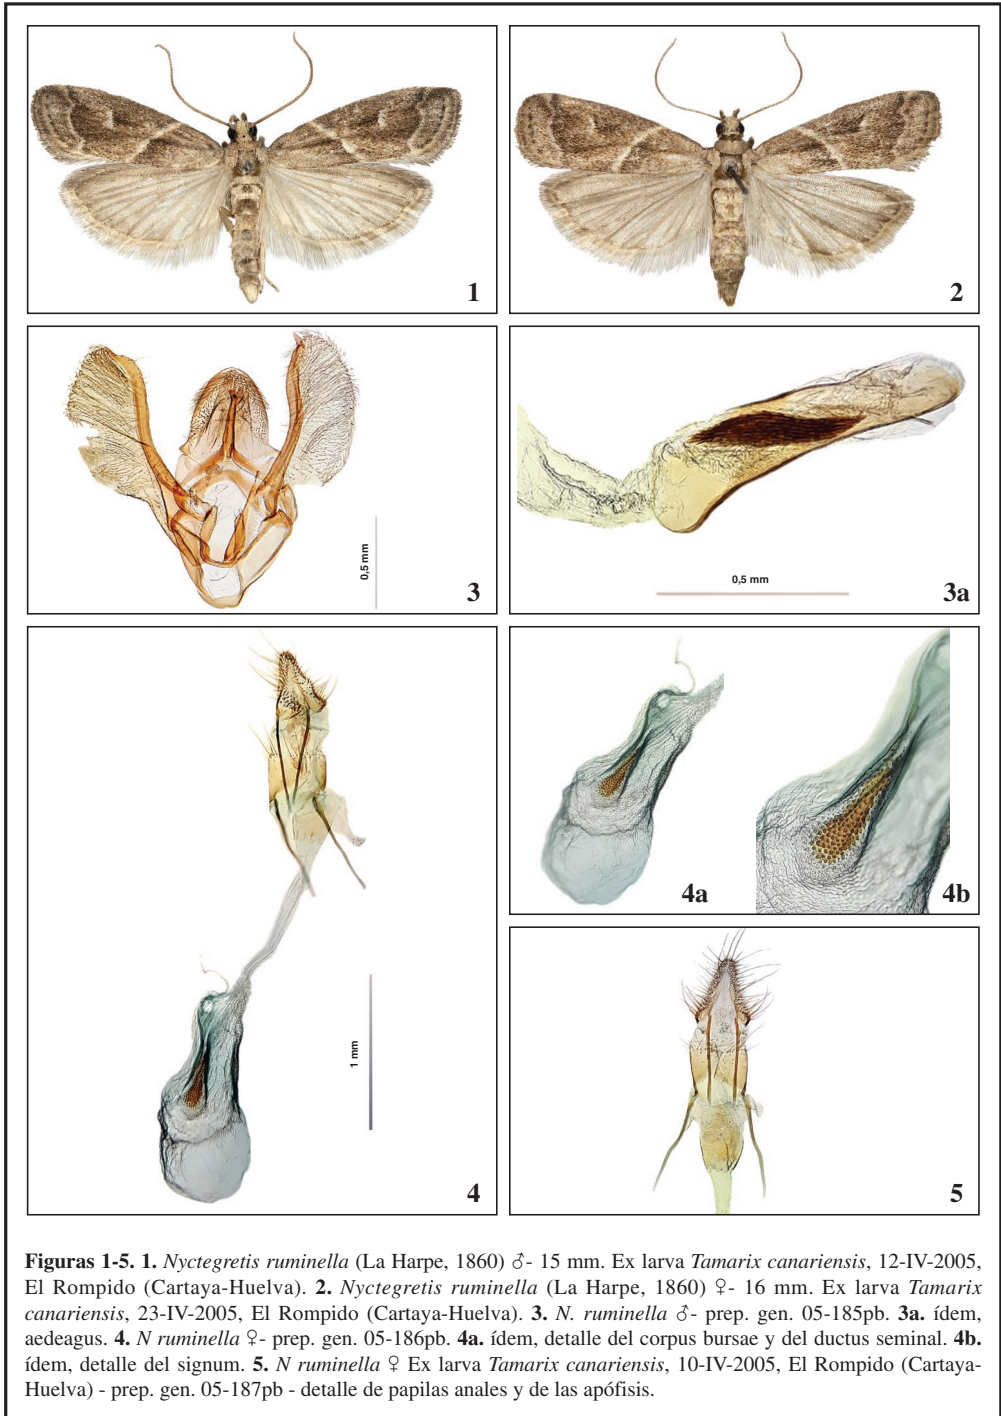 1
2
0,5 mm
3
0,5 mm
3a
1 mm
4
4a
4b
5
Figuras 1-5. 1. Nyctegretis ruminella (La Harpe, 1860) ♂- 15 mm. Ex larva Tamarix canariensis, 12-IV-2005,
El Rompido (Cartaya-Huelva). 2. Nyctegretis ruminella (La Harpe, 1860) ♀- 16 mm. Ex larva Tamarix
canariensis, 23-IV-2005, El Rompido (Cartaya-Huelva). 3. N. ruminella ♂- prep. gen. 05-185pb. 3a. ídem,
aedeagus. 4. N ruminella ♀- prep. gen. 05-186pb. 4a. ídem, detalle del corpus bursae y del ductus seminal. 4b.
ídem, detalle del signum. 5. N ruminella ♀ Ex larva Tamarix canariensis, 10-IV-2005, El Rompido (Cartaya-
Huelva) - prep. gen. 05-187pb - detalle de papilas anales y de las apófisis.